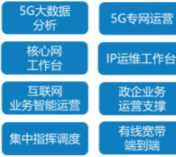 5G大数据
分析
5G专网运营
核心网
工作台
IP运维工作台
互联网
业务智能运营
政企业务
运营支撑
集中指挥调度
有线宽带
端到端